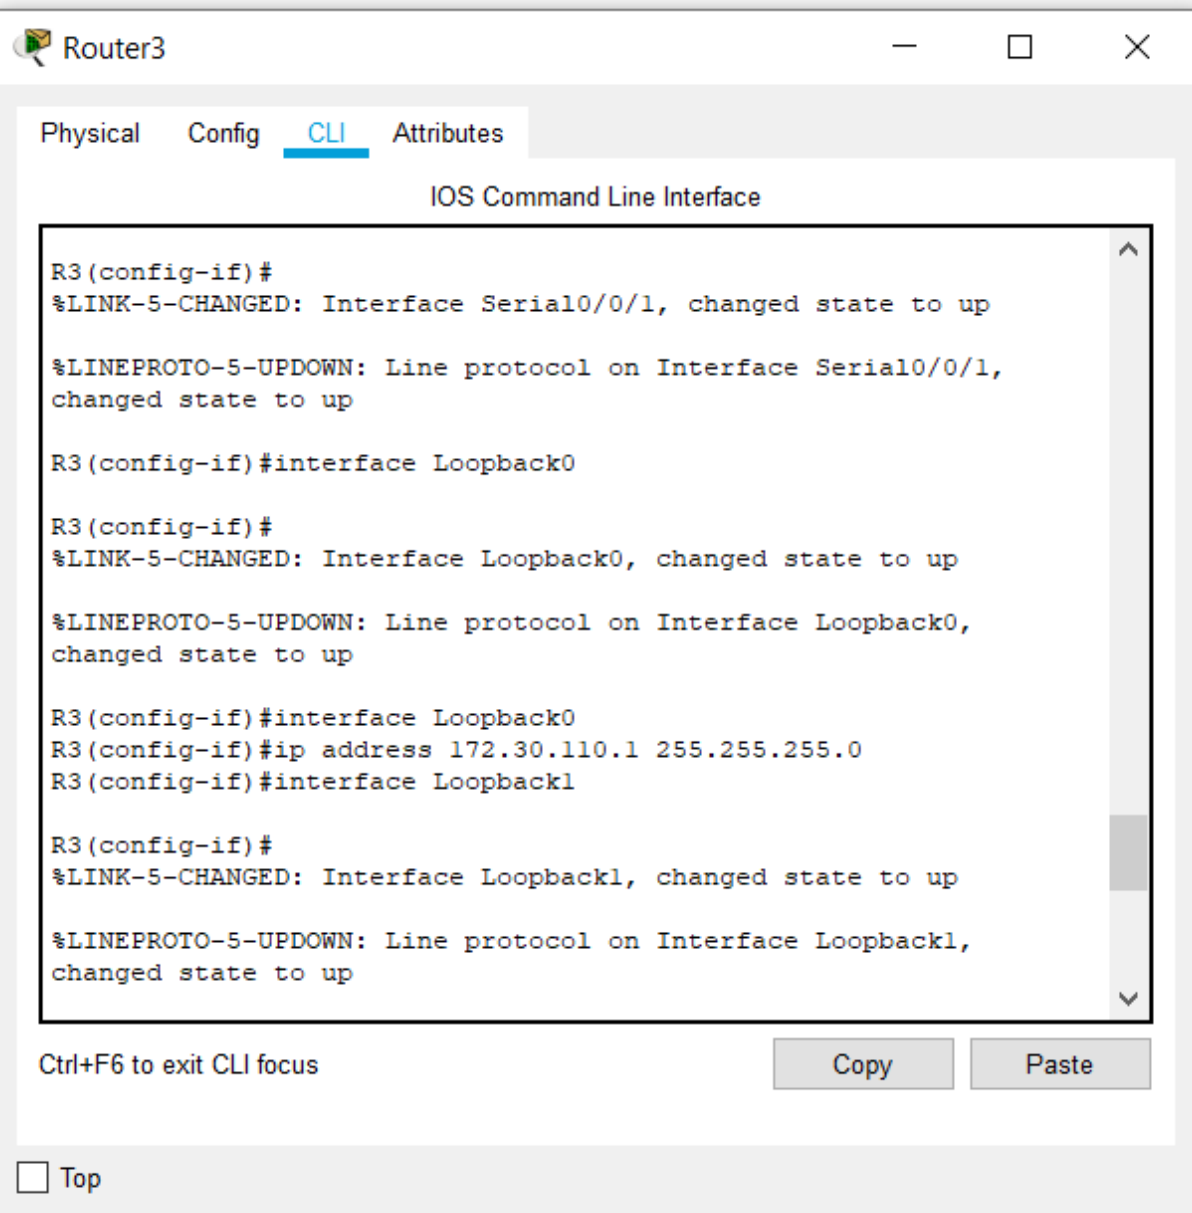 Router3
Physical Config CLI Attributes
IOS Command Line Interface
R3(config-if)#
%LINK-5-CHANGED: Interface Serial0/0/1, changed state to up
%LINEPROTO-5-UPDOWN: Line protocol on Interface Serial0/0/1,
changed state to up
R3(config-if)#interface Loopback0
R3(config-if)#
%LINK-5-CHANGED: Interface Loopback0, changed state to up
%LINEPROTO-5-UPDOWN: Line protocol on Interface Loopback0,
changed state to up
R3(config-if)#interface Loopback0
R3(config-if)#ip address 172.30.110.1 255.255.255.0
R3(config-if)#interface Loopback1
R3(config-if)#
%LINK-5-CHANGED: Interface Loopback1, changed state to up
%LINEPROTO-5-UPDOWN: Line protocol on Interface Loopback1,
changed state to up
Ctrl+F6 to exit CLI focus
Copy Paste
Top